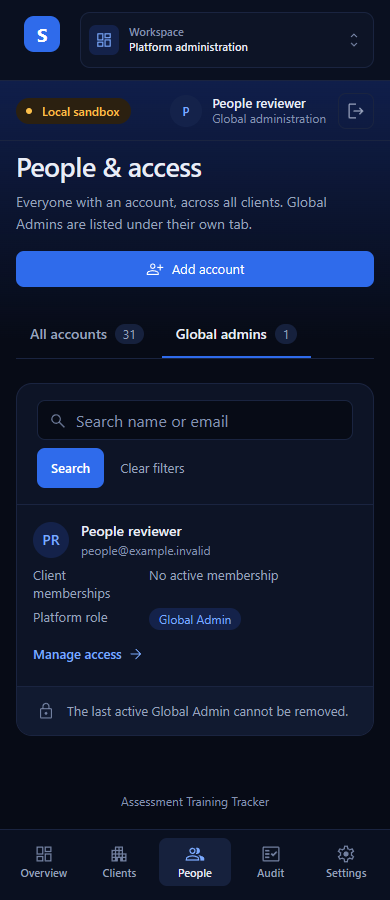 S
Workspace
Platform administration
Local sandbox
P
People reviewer
Global administration
People & access
Everyone with an account, across all clients. Global
Admins are listed under their own tab.
Add account
All accounts 31
Global admins 1
Search name or email
Search
Clear filters
PR
People reviewer
people@example.invalid
Client
memberships
No active membership
Platform role
Global Admin
Manage access
The last active Global Admin cannot be removed.
Assessment Training Tracker
Overview
Clients
People
Audit
Settings